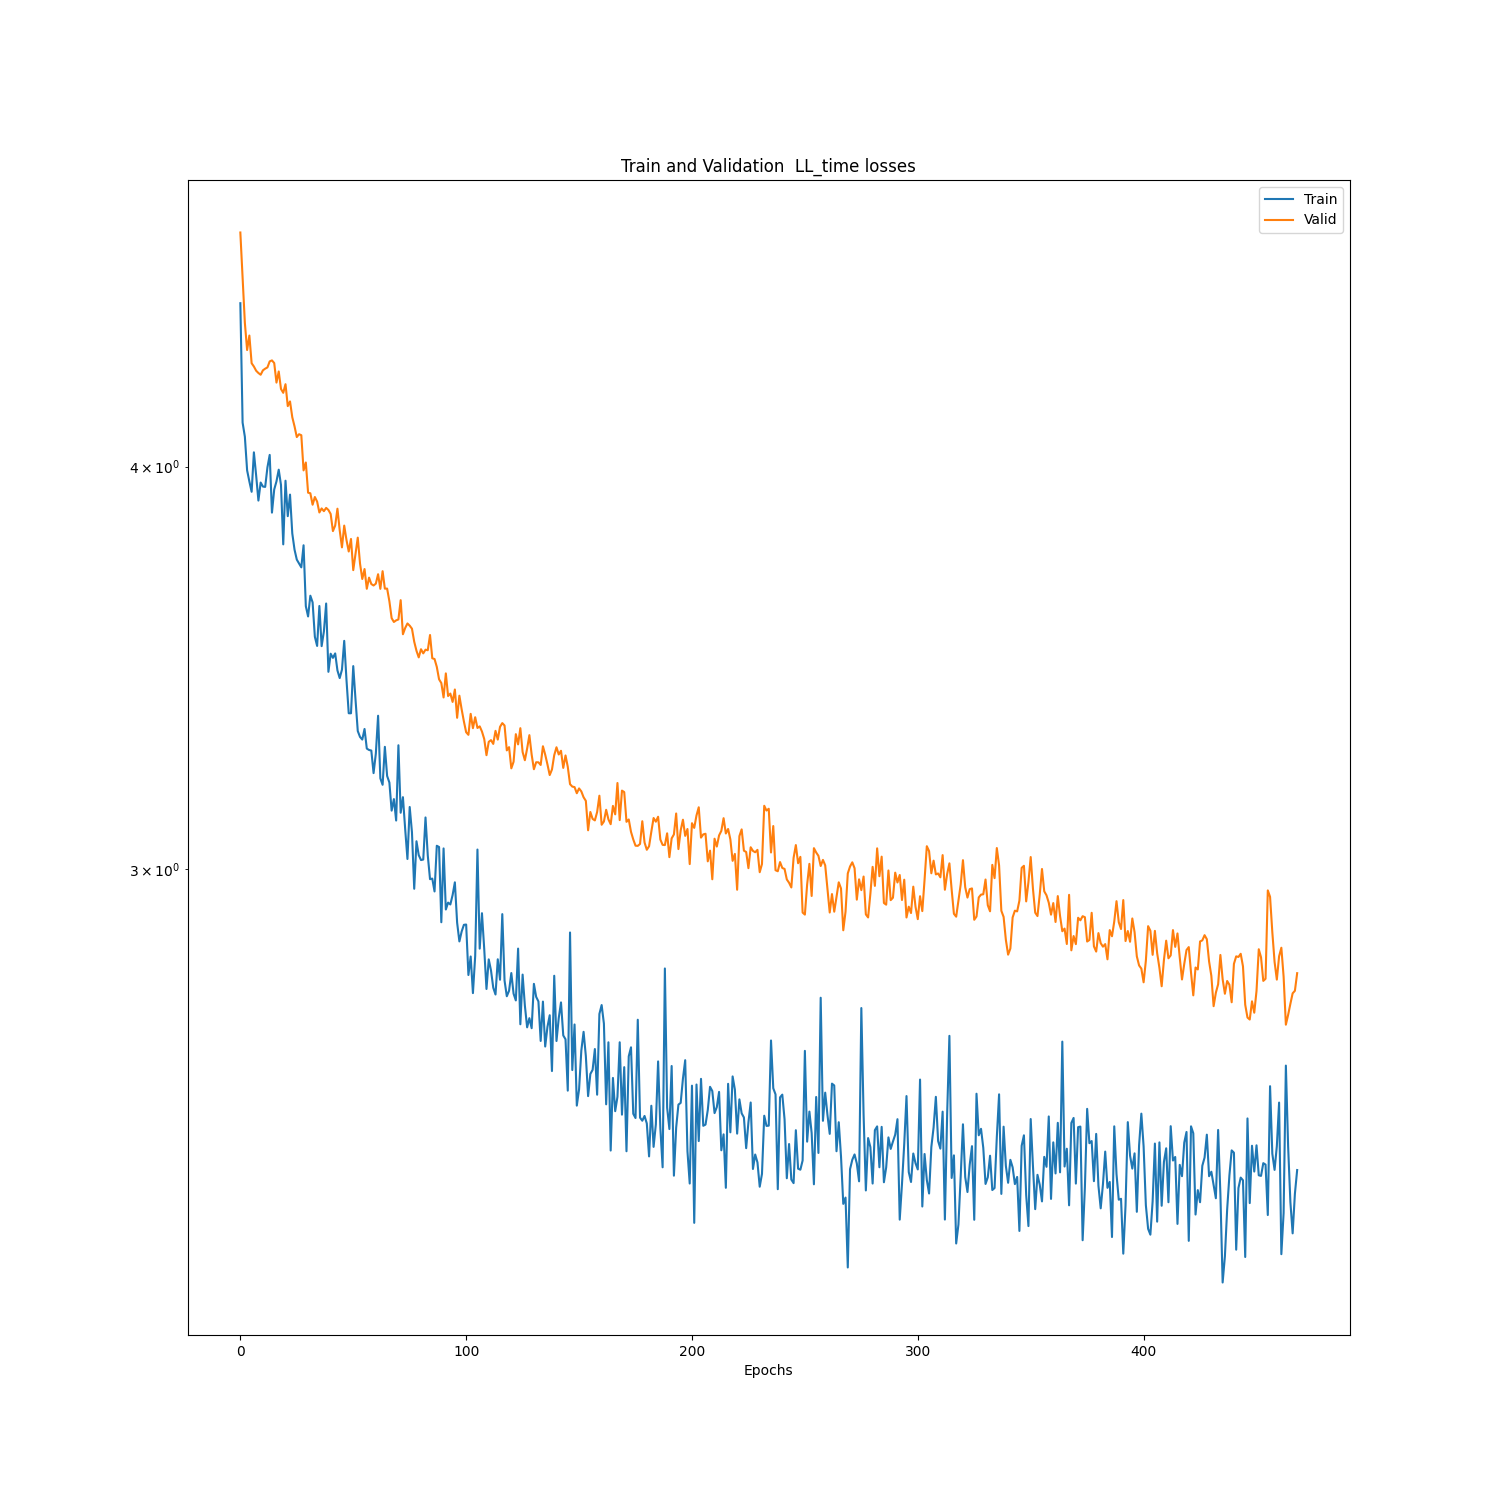 Train and Validation  LL_time losses
Train
Valid
4 × 10⁰
3 × 10⁰
0 100 200 300 400
Epochs